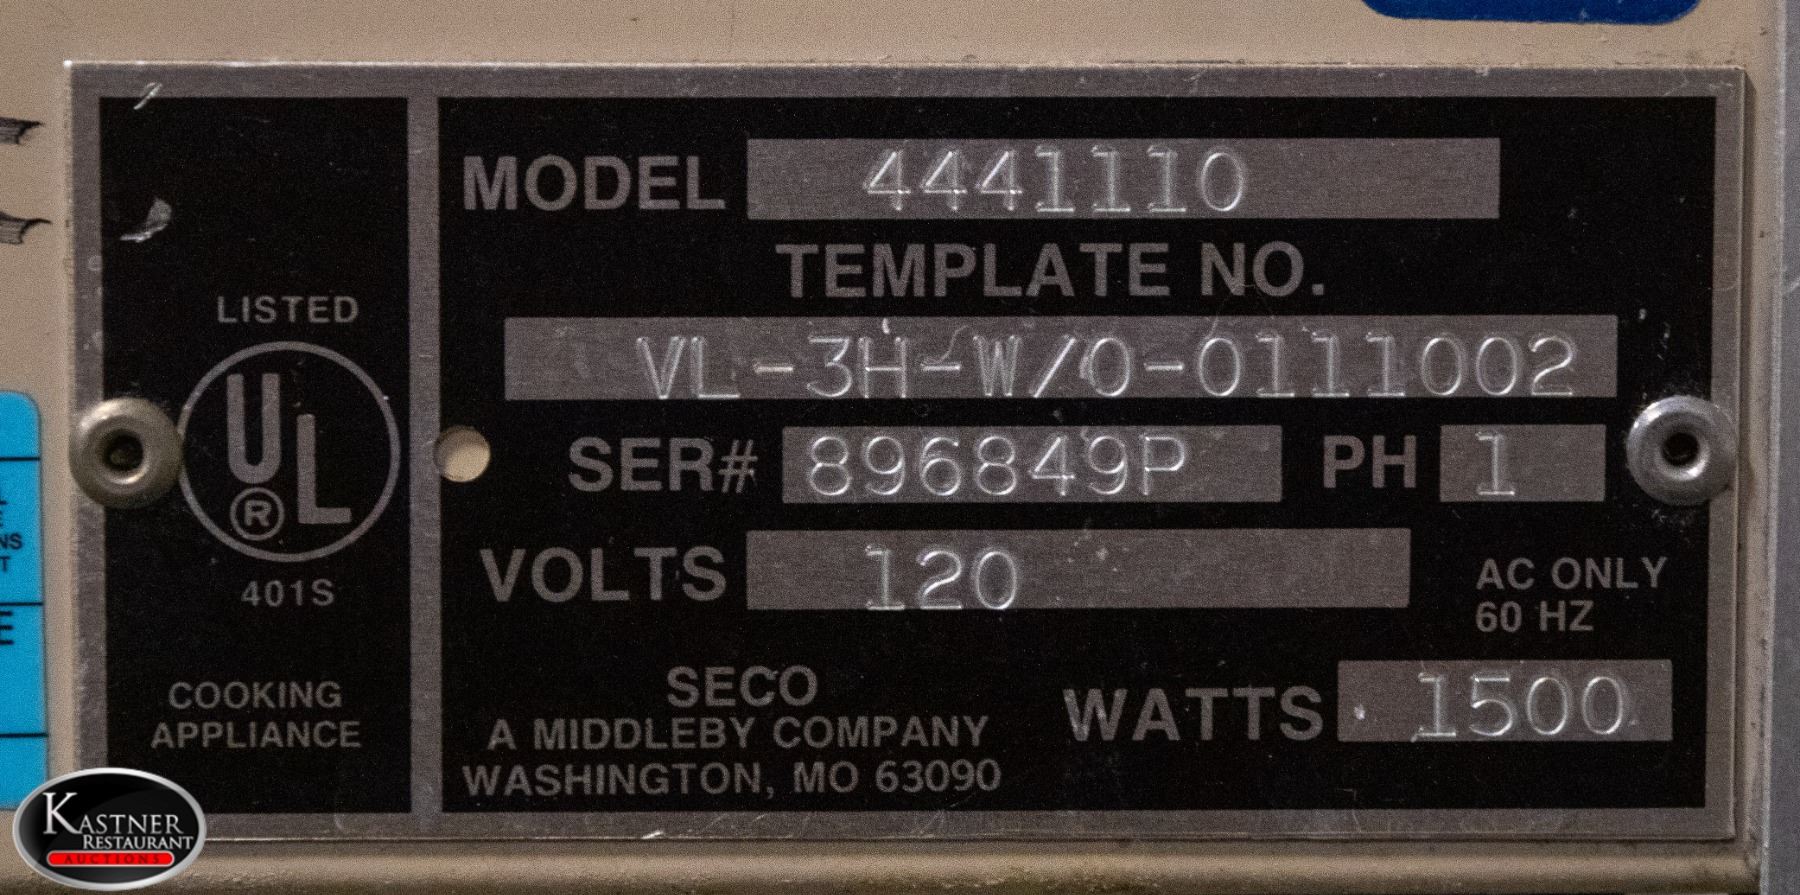 MODEL 4441110
TEMPLATE NO.
VL-3H-W/O-0111002
SER# 896849P PH 1
VOLTS 120
AC ONLY
60 HZ
WATTS 1500
SECO
A MIDDLEBY COMPANY
WASHINGTON, MO 63090
LISTED
UL
®
401S
COOKING
APPLIANCE
KASTNER
RESTAURANT
AUCTIONS